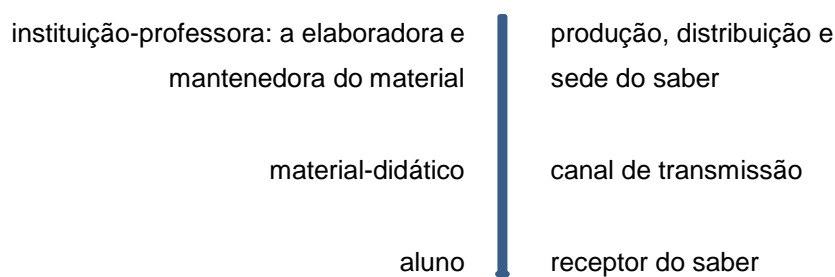 instituição-professora: a elaboradora e
mantenedora do material
produção, distribuição e
sede do saber
material-didático
canal de transmissão
aluno
receptor do saber